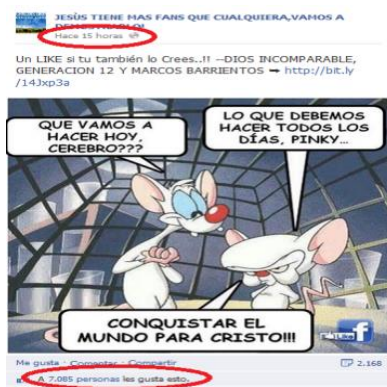 JESÚS TIENE MAS FANS QUE CUALQUIERA,VAMOS A
Hace 15 horas
Un LIKE si tu también lo Crees..!! --DIOS INCOMPARABLE,
GENERACION 12 Y MARCOS BARRIENTOS ➡ http://bit.ly
/14Jxp3a
QUE VAMOS A
HACER HOY,
CEREBRO???
LO QUE DEBEMOS
HACER TODOS LOS
DÍAS, PINKY...
CONQUISTAR EL
MUNDO PARA CRISTO!!!
Like
Me gusta · Comentar · Compartir
2.168
A 7.085 personas les gusta esto.